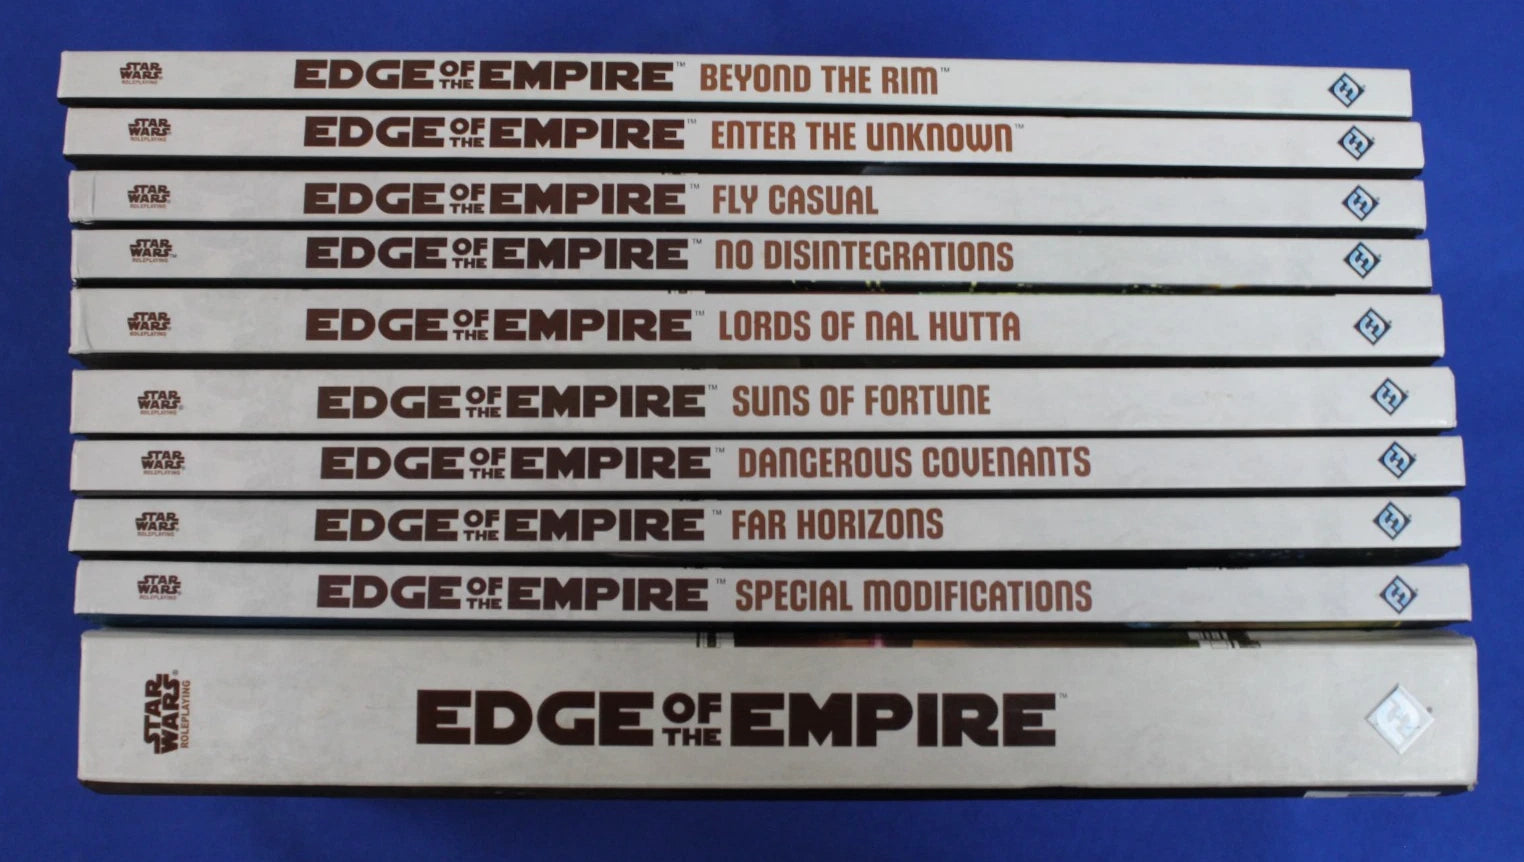 STAR WARS ROLEPLAYING EDGE OF THE EMPIRE™ BEYOND THE RIM™
STAR WARS ROLEPLAYING EDGE OF THE EMPIRE™ ENTER THE UNKNOWN™
STAR WARS ROLEPLAYING EDGE OF THE EMPIRE™ FLY CASUAL
STAR WARS™ ROLEPLAYING EDGE OF THE EMPIRE™ NO DISINTEGRATIONS
STAR WARS ROLEPLAYING EDGE OF THE EMPIRE™ LORDS OF NAL HUTTA
STAR WARS® ROLEPLAYING EDGE OF THE EMPIRE™ SUNS OF FORTUNE
STAR WARS ROLEPLAYING EDGE OF THE EMPIRE™ DANGEROUS COVENANTS
STAR WARS ROLEPLAYING EDGE OF THE EMPIRE™ FAR HORIZONS
STAR WARS ROLEPLAYING EDGE OF THE EMPIRE™ SPECIAL MODIFICATIONS
STAR WARS® ROLEPLAYING EDGE OF THE EMPIRE™